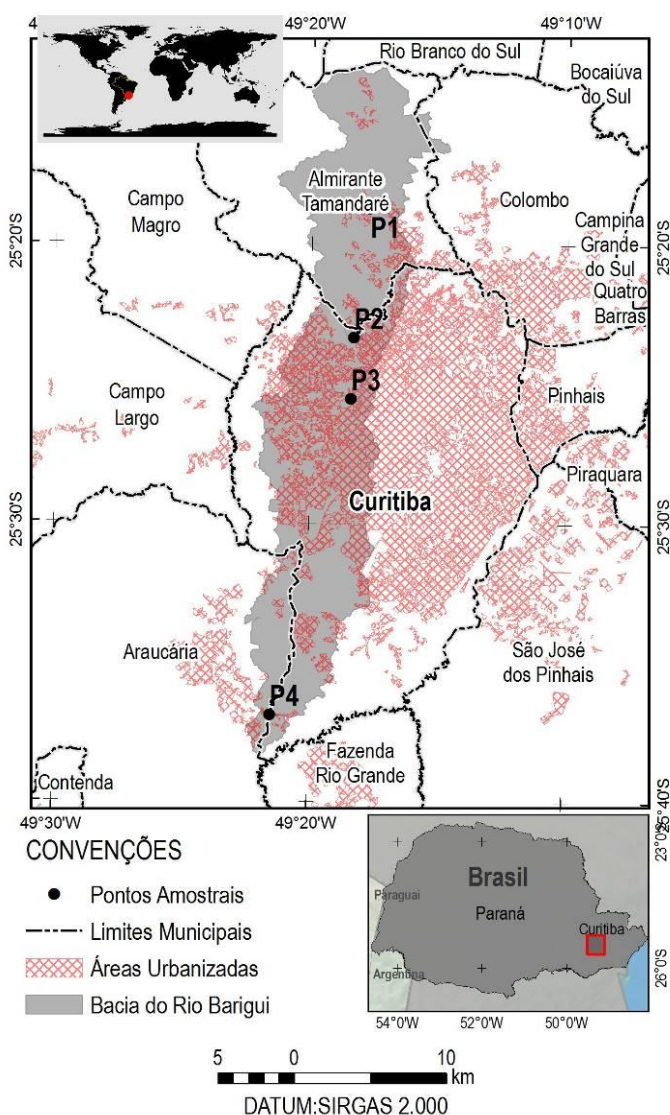 49°20'W
49°10'W
Rio Branco do Sul
Bocaiúva
do Sul
Almirante
Tamandaré
Colombo
Campo
Magro
P1
Campina
Grande
do Sul
Quatro
Barras
25°20'S
25°20'S
P2
P3
Campo
Largo
Pinhais
Piraquara
Curitiba
25°30'S
25°30'S
Araucária
São José
dos Pinhais
P4
Fazenda
Rio Grande
Contenda
25°40'S
49°30'W
49°20'W
49°10'W
CONVENÇÕES
Pontos Amostrais
Limites Municipais
Áreas Urbanizadas
Bacia do Rio Barigui
Brasil
Paraná
Paraguai
Argentina
Curitiba
23°0'S
26°0'S
54°0'W
52°0'W
50°0'W
5
0
5
10
km
DATUM:SIRGAS 2.000